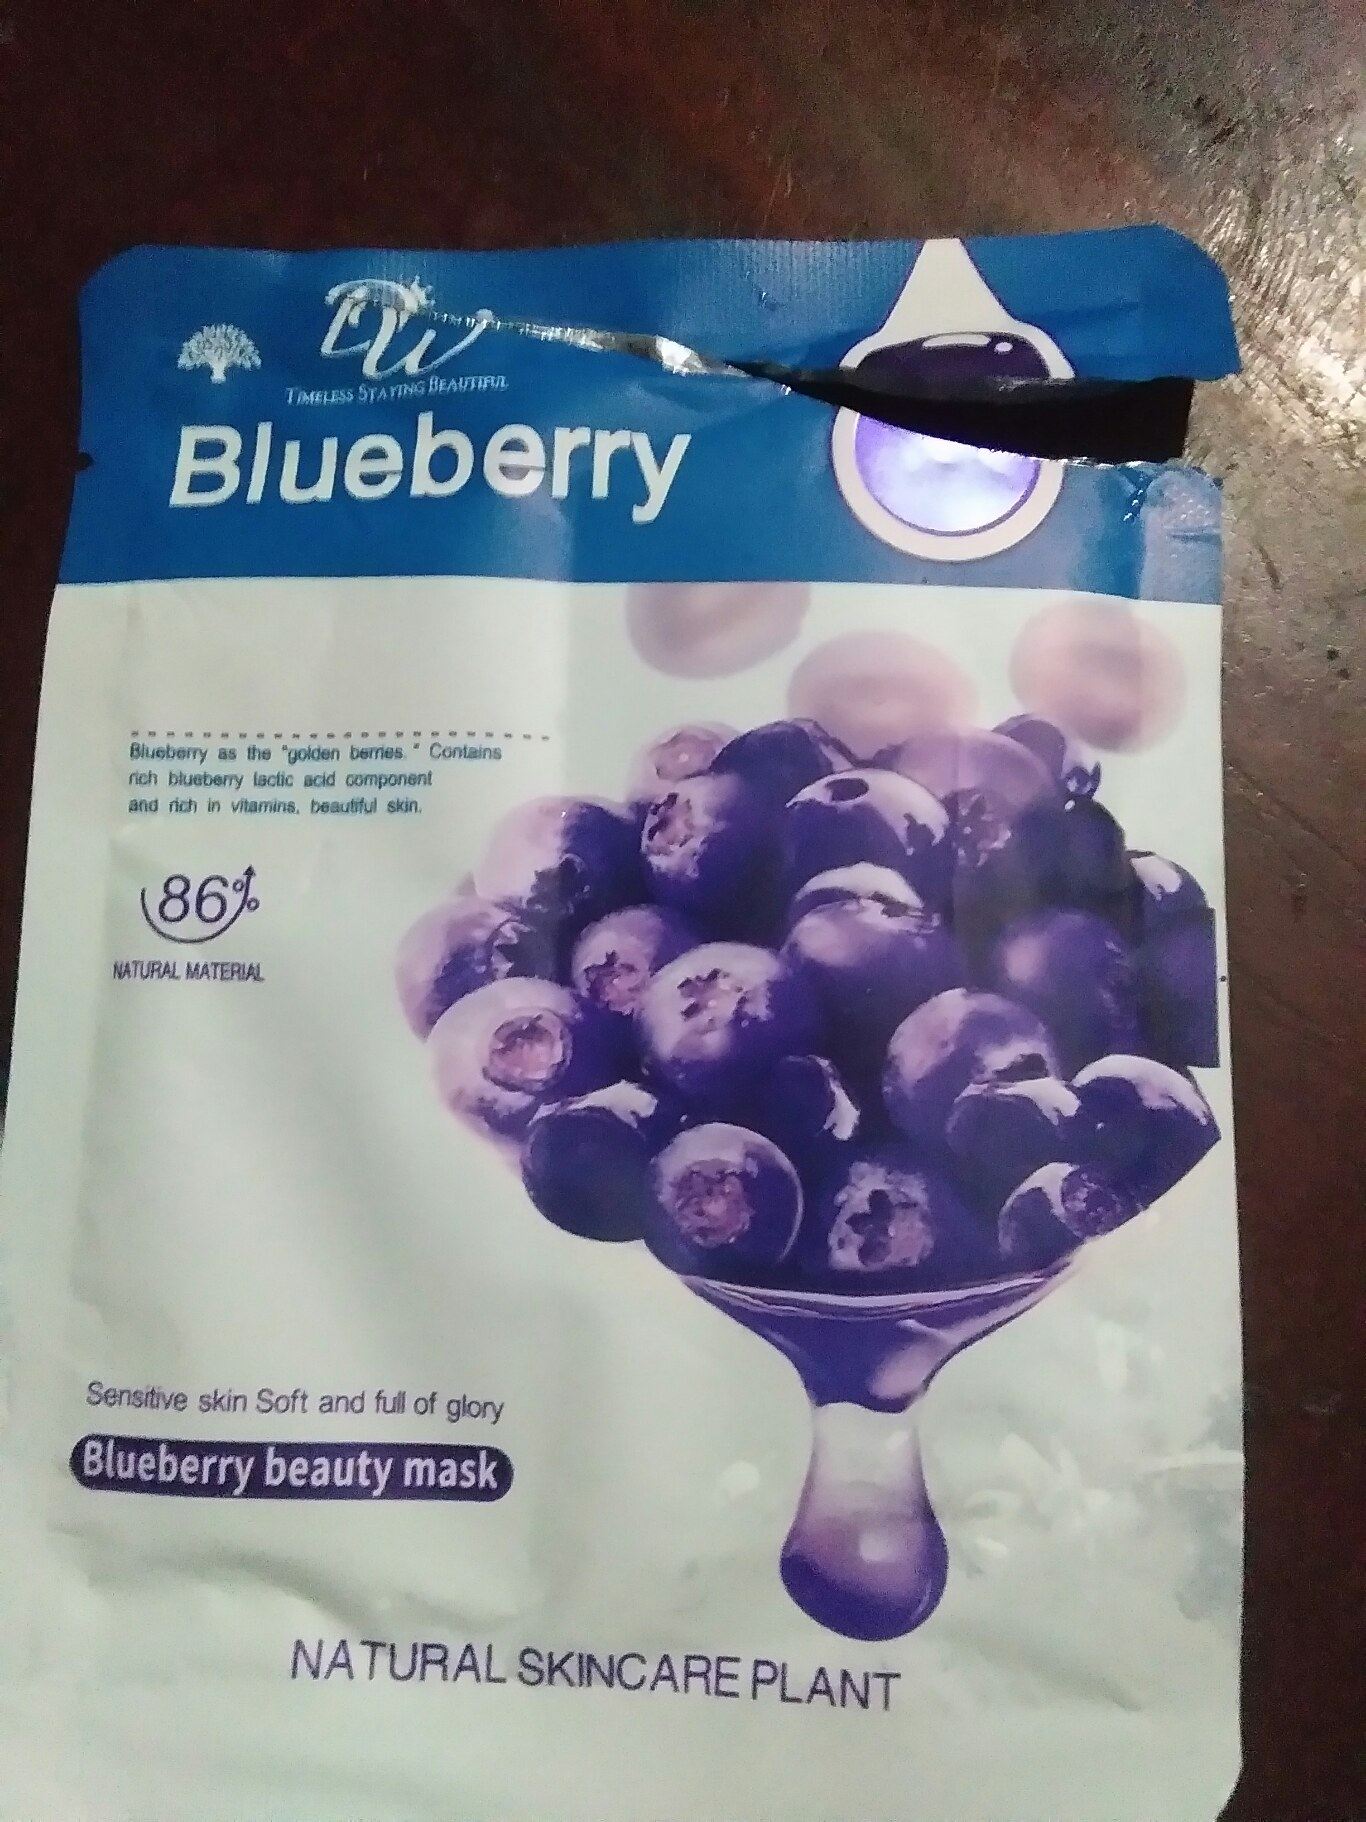 DW
TIMELESS STAYING BEAUTIFUL
Blueberry
Blueberry as the "golden berries." Contains
rich blueberry lactic acid component
and rich in vitamins, beautiful skin.
86%
NATURAL MATERIAL
Sensitive skin Soft and full of glory
Blueberry beauty mask
NATURAL SKINCARE PLANT